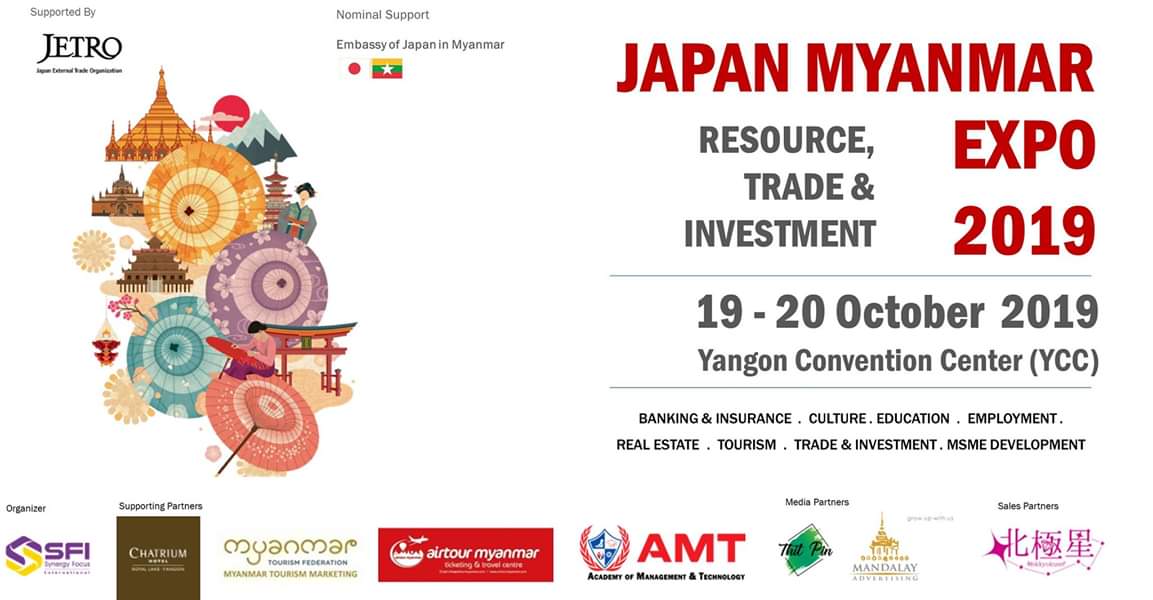 Supported By
JETRO
Japan External Trade Organization
Nominal Support
Embassy of Japan in Myanmar
JAPAN MYANMAR
EXPO
2019
RESOURCE,
TRADE &
INVESTMENT
19 - 20 October 2019
Yangon Convention Center (YCC)
BANKING & INSURANCE . CULTURE . EDUCATION . EMPLOYMENT .
REAL ESTATE . TOURISM . TRADE & INVESTMENT . MSME DEVELOPMENT
Organizer
SFI
Synergy Focus
International
Supporting Partners
CHATRIUM
HOTEL
ROYAL LAKE · YANGON
myanmar
TOURISM FEDERATION
MYANMAR TOURISM MARKETING
airtour myanmar
ticketing & travel centre
AMT
ACADEMY OF MANAGEMENT & TECHNOLOGY
Media Partners
Thit Pin
grow up with us
MANDALAY
ADVERTISING
Sales Partners
北極星